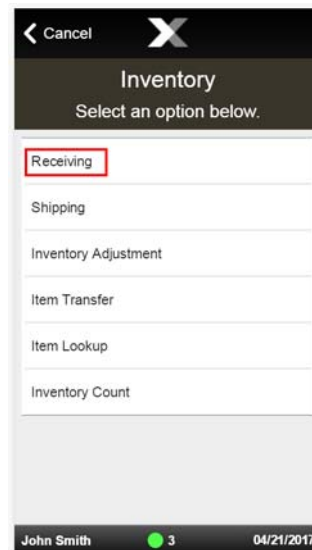 Cancel
Inventory
Select an option below.
Receiving
Shipping
Inventory Adjustment
Item Transfer
Item Lookup
Inventory Count
John Smith 3 04/21/2017